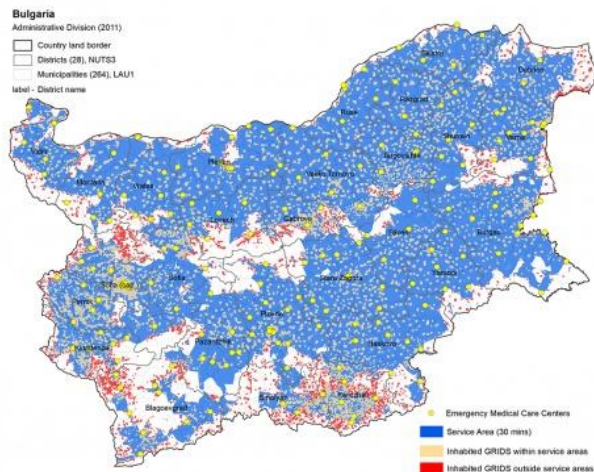 Bulgaria
Administrative Division (2011)
Country land border
Districts (28), NUTS3
Municipalities (264), LAU1
label - District name
Silistra
Dobrich
Ruse
Razgrad
Vidin
Shumen
Varna
Pleven
Targovishte
Montana
Vratsa
Veliko Tarnovo
Lovech
Gabrovo
Sliven
Burgas
Sofia
Sofia (cap)
Stara Zagora
Yambol
Pernik
Plovdiv
Pazardzhik
Haskovo
Kyustendil
Smolyan
Kardzhali
Blagoevgrad
Emergency Medical Care Centers
Service Area (30 mins)
Inhabited GRIDS within service areas
Inhabited GRIDS outside service areas